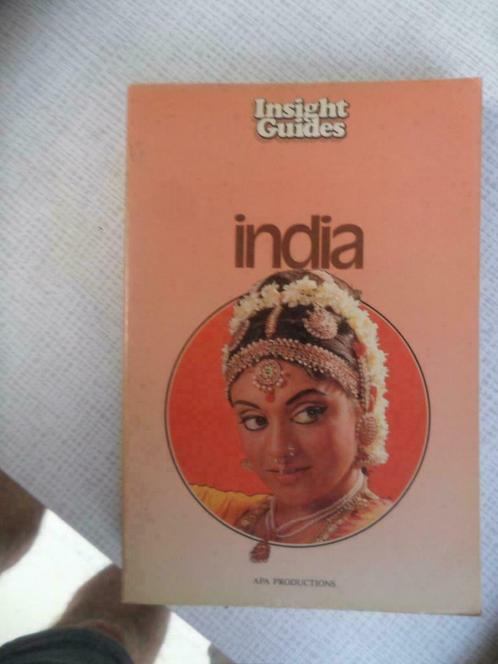 Insight
Guides
india
APA PRODUCTIONS